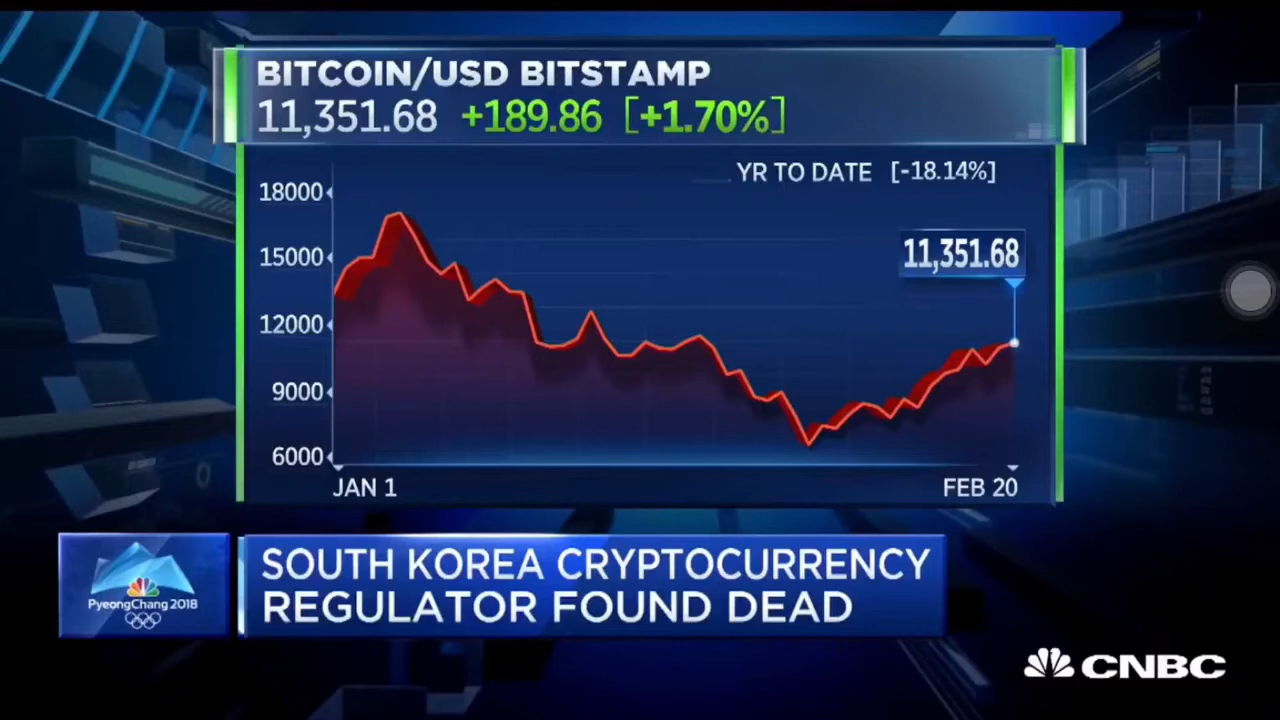 BITCOIN/USD BITSTAMP
11,351.68 +189.86 [+1.70%]
YR TO DATE [-18.14%]
18000
15000
12000
9000
6000
11,351.68
JAN 1
FEB 20
PyeongChang 2018
SOUTH KOREA CRYPTOCURRENCY
REGULATOR FOUND DEAD
CNBC